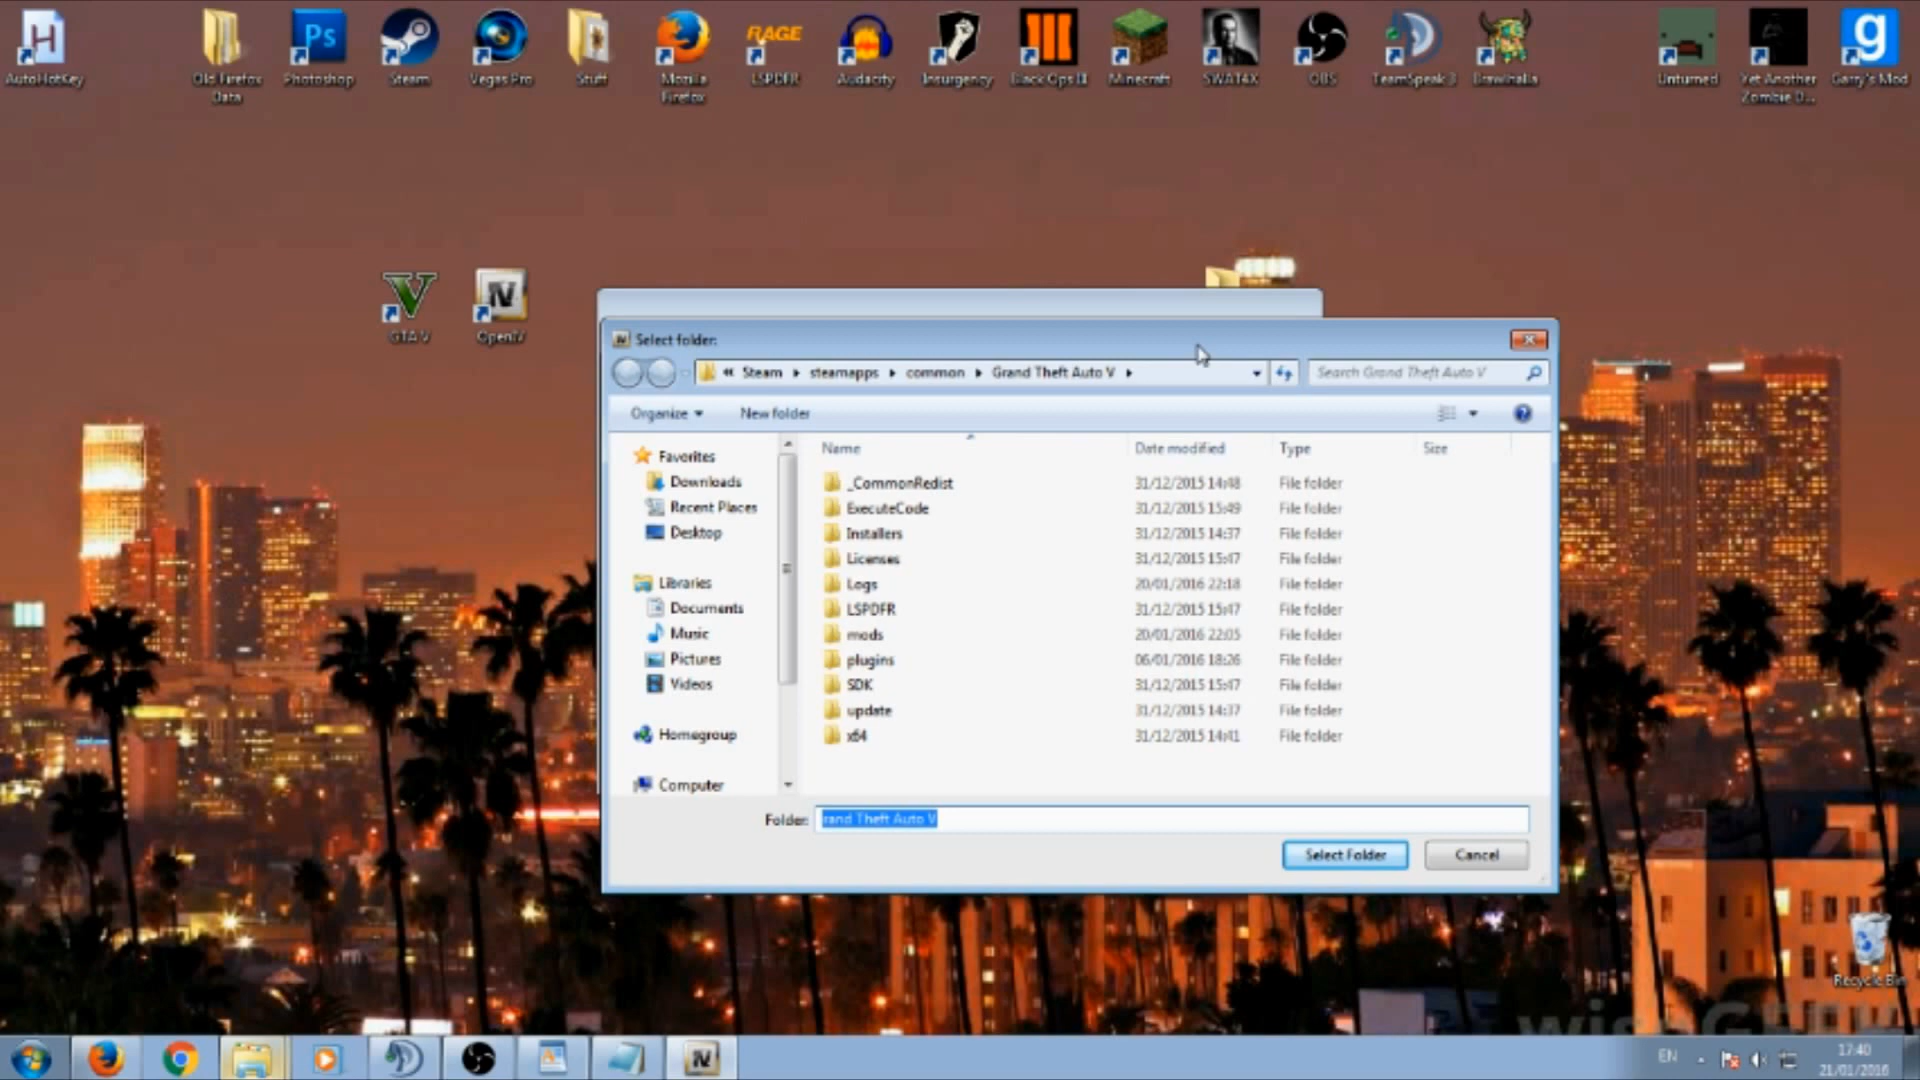 AutoHotKey
Old Firefox Data
Photoshop
Steam
Vegas Pro
Stuff
Mozilla Firefox
RAGE
LSPDFR
Audacity
Insurgency
Black Ops III
Minecraft
SWAT4X
OBS
TeamSpeak 3
Brawlhalla
Unturned
Yet Another Zombie D...
Garry's Mod
GTA V
OpenIV
Select folder:
« Steam steamapps common Grand Theft Auto V
Search Grand Theft Auto V
Organize
New folder
Favorites
Downloads
Recent Places
Desktop
Libraries
Documents
Music
Pictures
Videos
Homegroup
Computer
Name Date modified Type Size
_CommonRedist 31/12/2015 14:48 File folder
ExecuteCode 31/12/2015 15:49 File folder
Installers 31/12/2015 14:37 File folder
Licenses 31/12/2015 15:47 File folder
Logs 20/01/2016 22:18 File folder
LSPDFR 31/12/2015 15:47 File folder
mods 20/01/2016 22:05 File folder
plugins 06/01/2016 18:26 File folder
SDK 31/12/2015 15:47 File folder
update 31/12/2015 14:37 File folder
x64 31/12/2015 14:41 File folder
Folder: rand Theft Auto V
Select Folder
Cancel
Recycle Bin
EN
17:40
21/01/2016